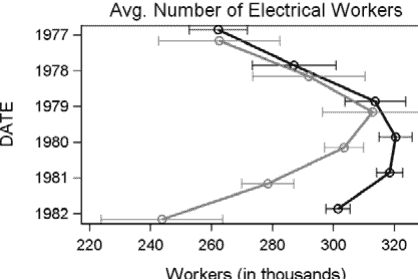 Avg. Number of Electrical Workers
DATE
1977
1978
1979
1980
1981
1982
220 240 260 280 300 320
Workers (in thousands)